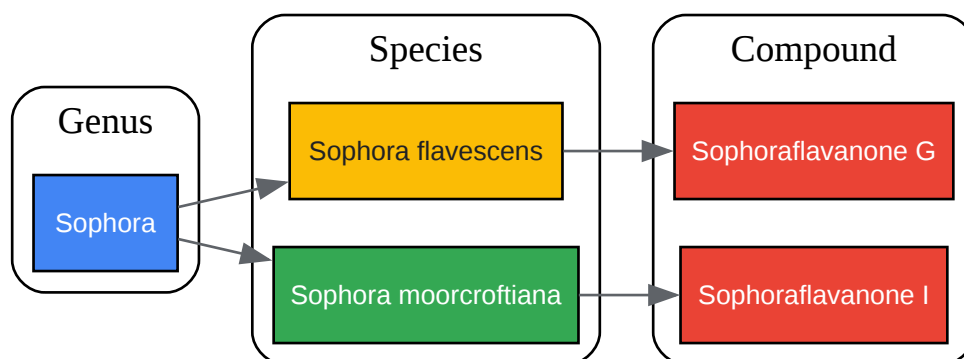 Genus
Sophora
Species
Sophora flavescens
Sophora moorcroftiana
Compound
Sophoraflavanone G
Sophoraflavanone I